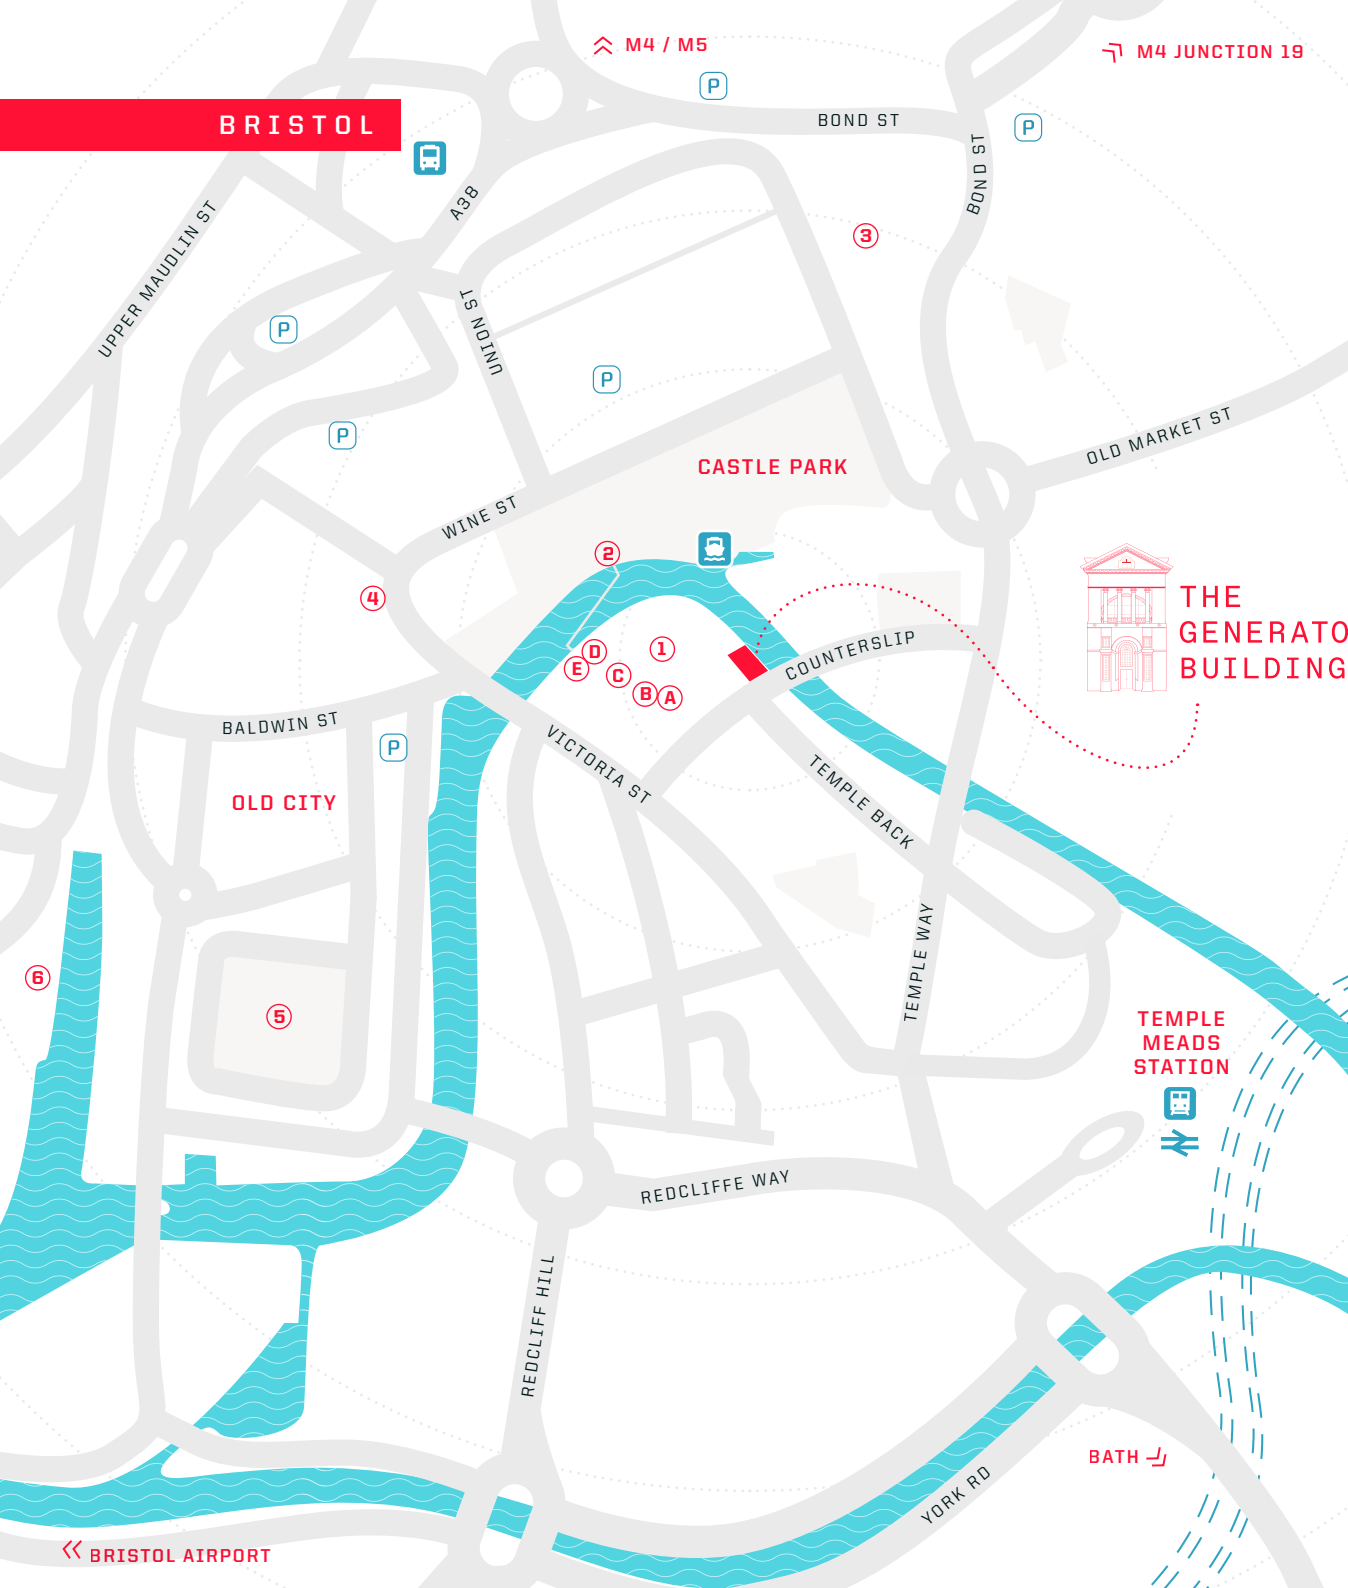 M4 / M5
M4 JUNCTION 19
P
BRISTOL
BOND ST
P
BOND ST
A38
UPPER MAUDLIN ST
3
UNION ST
P
P
P
OLD MARKET ST
CASTLE PARK
WINE ST
2
4
THE
GENERATO
BUILDING
1
D
E
C
B
A
COUNTERSLIP
BALDWIN ST
P
VICTORIA ST
TEMPLE BACK
OLD CITY
TEMPLE WAY
6
5
TEMPLE
MEADS
STATION
REDCLIFFE WAY
REDCLIFF HILL
BATH
YORK RD
BRISTOL AIRPORT